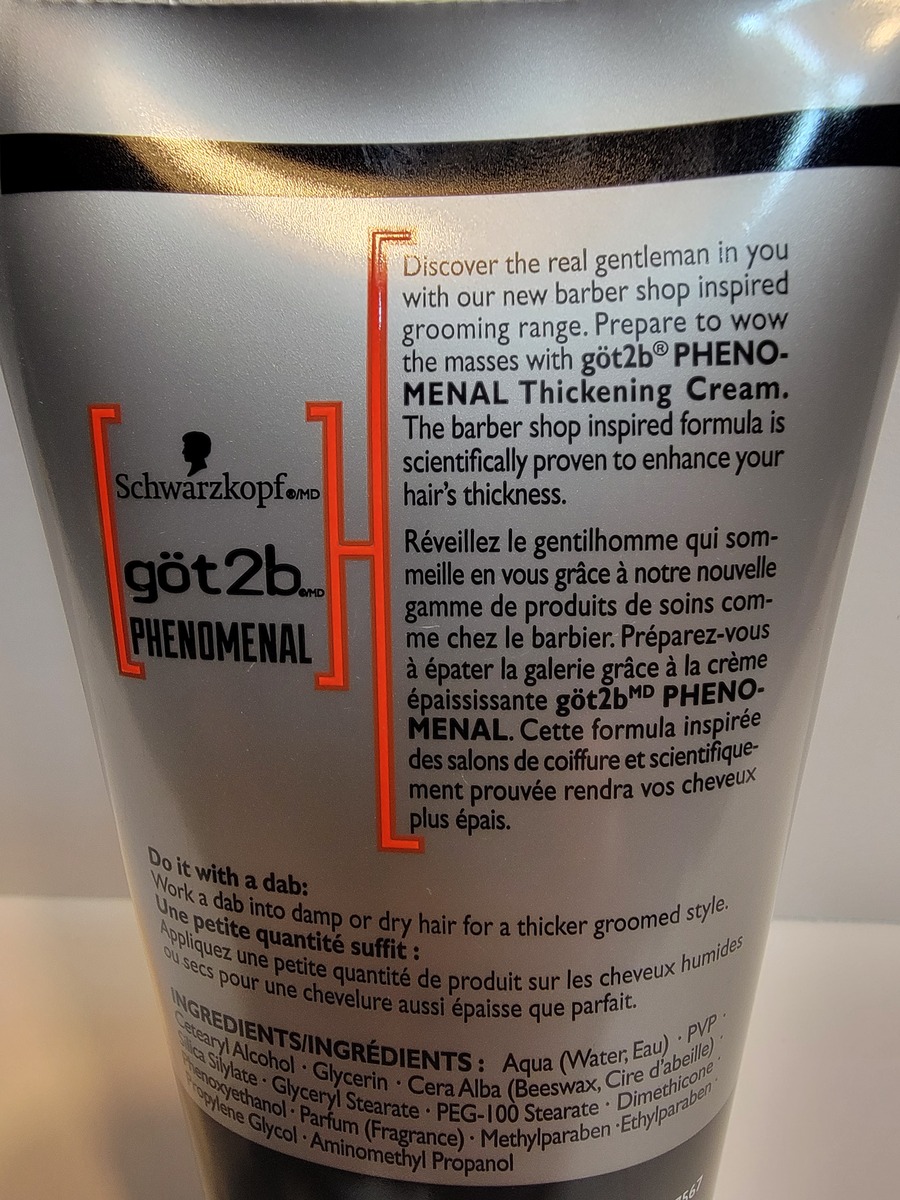 Schwarzkopf®/MD
göt2b®/MD
PHENOMENAL
Discover the real gentleman in you
with our new barber shop inspired
grooming range. Prepare to wow
the masses with göt2b® PHENO-
MENAL Thickening Cream.
The barber shop inspired formula is
scientifically proven to enhance your
hair's thickness.
Réveillez le gentilhomme qui som-
meille en vous grâce à notre nouvelle
gamme de produits de soins com-
me chez le barbier. Préparez-vous
à épater la galerie grâce à la crème
épaississante göt2bMD PHENO-
MENAL. Cette formula inspirée
des salons de coiffure et scientifique-
ment prouvée rendra vos cheveux
plus épais.
Do it with a dab:
Work a dab into damp or dry hair for a thicker groomed style.
Une petite quantité suffit :
Appliquez une petite quantité de produit sur les cheveux humides
ou secs pour une chevelure aussi épaisse que parfait.
INGREDIENTS/INGRÉDIENTS : Aqua (Water, Eau) · PVP ·
Cetearyl Alcohol · Glycerin · Cera Alba (Beeswax, Cire d'abeille) ·
Silica Silylate · Glyceryl Stearate · PEG-100 Stearate · Dimethicone ·
Phenoxyethanol · Parfum (Fragrance) · Methylparaben · Ethylparaben ·
Propylene Glycol · Aminomethyl Propanol